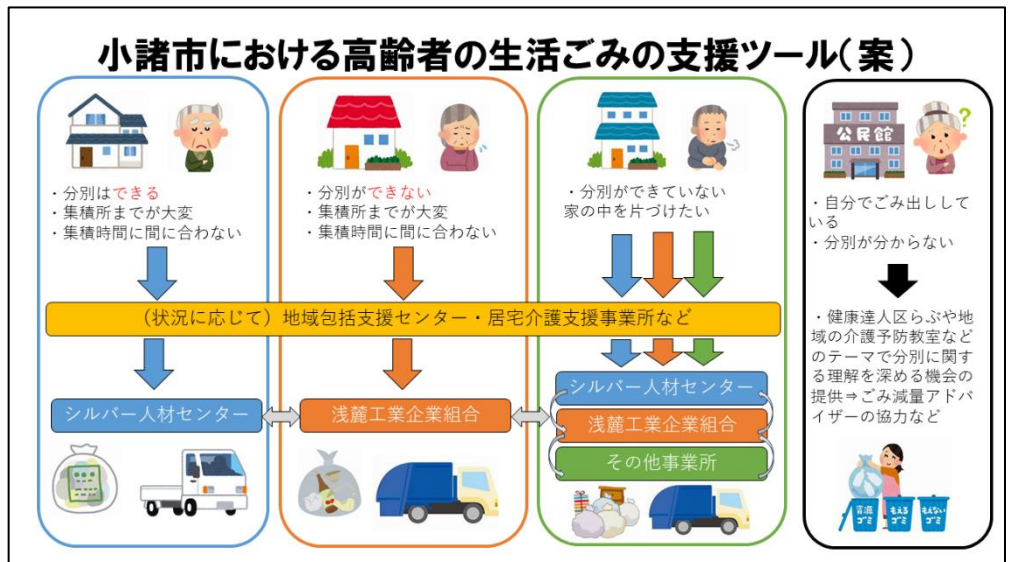 小諸市における高齢者の生活ごみの支援ツール(案)
・分別はできる
・集積所までが大変
・集積時間に間に合わない
・分別ができない
・集積所までが大変
・集積時間に間に合わない
・分別ができていない
家の中を片づけたい
公民館
?
・自分でごみ出しして
いる
・分別が分からない
(状況に応じて)地域包括支援センター・居宅介護支援事業所など
シルバー人材センター
浅麓工業企業組合
シルバー人材センター
浅麓工業企業組合
その他事業所
・健康達人区らぶや地
域の介護予防教室など
のテーマで分別に関す
る理解を深める機会の
提供⇒ごみ減量アドバ
イザーの協力など
資源
ゴミ
もえる
ゴミ
もえない
ゴミ